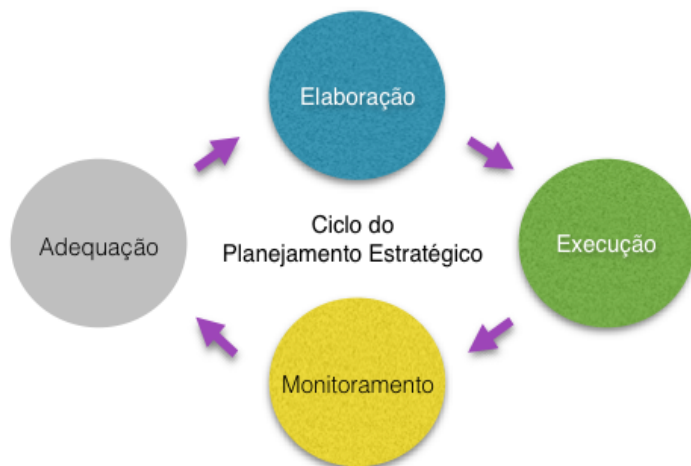 Elaboração
Adequação
Ciclo do
Planejamento Estratégico
Execução
Monitoramento